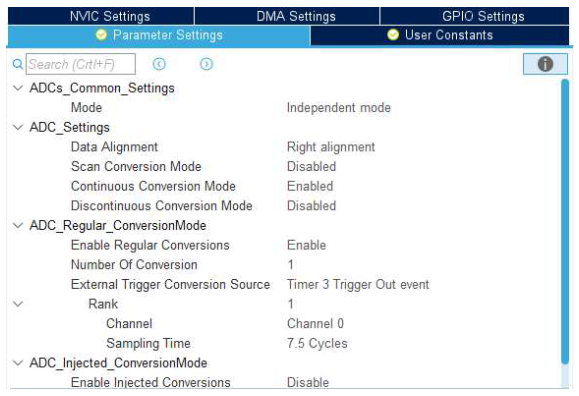 NVIC Settings DMA Settings GPIO Settings
Parameter Settings User Constants
Search (Crtl+F)
ADCs_Common_Settings
Mode Independent mode
ADC_Settings
Data Alignment Right alignment
Scan Conversion Mode Disabled
Continuous Conversion Mode Enabled
Discontinuous Conversion Mode Disabled
ADC_Regular_ConversionMode
Enable Regular Conversions Enable
Number Of Conversion 1
External Trigger Conversion Source Timer 3 Trigger Out event
Rank 1
Channel Channel 0
Sampling Time 7.5 Cycles
ADC_Injected_ConversionMode
Enable Injected Conversions Disable